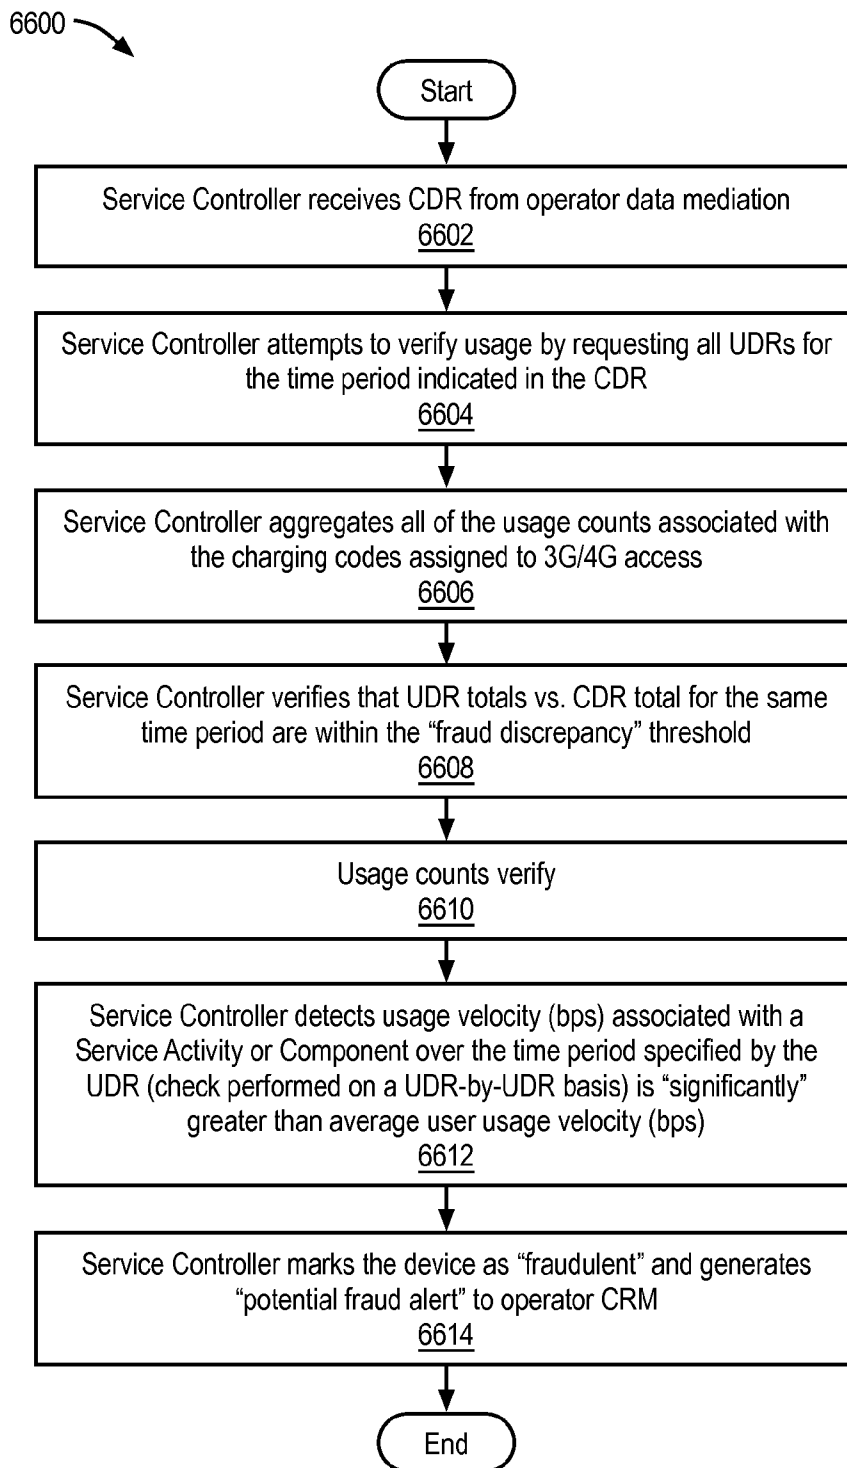 6600
Start
Service Controller receives CDR from operator data mediation
6602
Service Controller attempts to verify usage by requesting all UDRs for
the time period indicated in the CDR
6604
Service Controller aggregates all of the usage counts associated with
the charging codes assigned to 3G/4G access
6606
Service Controller verifies that UDR totals vs. CDR total for the same
time period are within the “fraud discrepancy” threshold
6608
Usage counts verify
6610
Service Controller detects usage velocity (bps) associated with a
Service Activity or Component over the time period specified by the
UDR (check performed on a UDR-by-UDR basis) is “significantly”
greater than average user usage velocity (bps)
6612
Service Controller marks the device as “fraudulent” and generates
“potential fraud alert” to operator CRM
6614
End